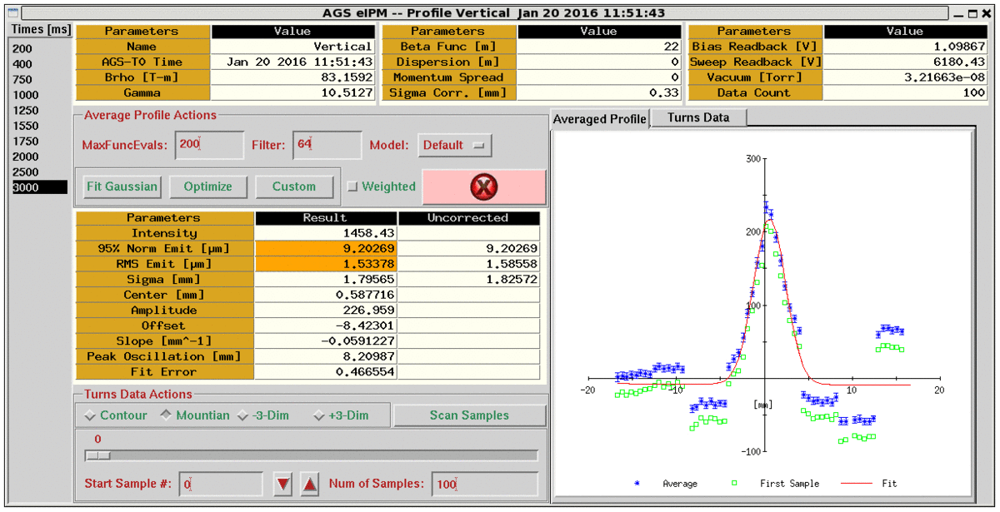 AGS eIPM -- Profile Vertical  Jan 20 2016 11:51:43
Times [ms]
200
400
750
1000
1250
1550
1750
2000
2500
3000
Parameters Value
Name Vertical
AGS-T0 Time Jan 20 2016 11:51:43
Brho [T-m] 83.1592
Gamma 10.5127
Parameters Value
Beta Func [m] 22
Dispersion [m] 0
Momentum Spread 0
Sigma Corr. [mm] 0.33
Parameters Value
Bias Readback [V] 1.09867
Sweep Readback [V] 6180.43
Vacuum [Torr] 3.21663e-08
Data Count 100
Average Profile Actions
MaxFuncEvals: 200 Filter: 64 Model: Default
Fit Gaussian Optimize Custom Weighted
Parameters Result Uncorrected
Intensity 1458.43
95% Norm Emit [µm] 9.20269 9.20269
RMS Emit [µm] 1.53378 1.58558
Sigma [mm] 1.79565 1.82572
Center [mm] 0.587716
Amplitude 226.959
Offset -8.42301
Slope [mm^-1] -0.0591227
Peak Oscillation [mm] 8.20987
Fit Error 0.466554
Turns Data Actions
Contour Mountian -3-Dim +3-Dim Scan Samples
0
Start Sample #: 0 Num of Samples: 100
Averaged Profile Turns Data
300
200
100
-20 -10 10 20
[mm]
-100
Average First Sample Fit